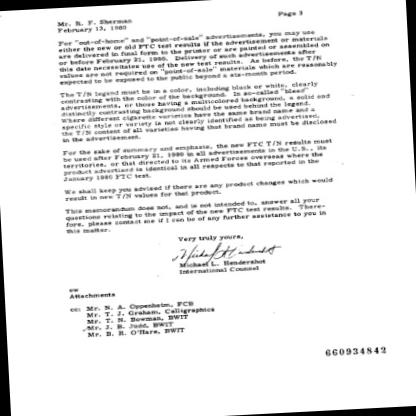 Page 3
Mr. R. F. Sherman
February 13, 1980
For "out-of-home" and "point-of-sale" advertisements, you may use
either the new or old FTC test results if the advertisement or materials
are delivered in final form to the printer or are painted or assembled on
or before February 21, 1980. Delivery of such advertisements after
this date necessitates use of the new test results. As before, the T/N
values are not required on "point-of-sale" materials which are reasonably
expected to be exposed to the public beyond a six-month period.
The T/N legend must be in a color, including black or white, clearly
contrasting with the color of the background. In so-called "bleed"
advertisements, or those having a multicolored background, a solid and
distinctly contrasting background should be used behind the legend.
Where different cigarette varieties have the same brand name and a
specific style or variety is not clearly identified as being advertised,
the T/N content of all varieties having that brand name must be disclosed
in the advertisement.
For the sake of summary and emphasis, the new FTC T/N results must
be used after February 21, 1980 in all advertisements in the U.S., its
territories, or that directed to its Armed Forces overseas where the
product advertised is identical in all respects to that reported in the
January 1980 FTC test.
We shall keep you advised if there are any product changes which would
result in new T/N values for that product.
This memorandum does not, and is not intended to, answer all your
questions relating to the impact of the new FTC test results. There-
fore, please contact me if I can be of any further assistance to you in
this matter.
Very truly yours,
Michael L. Hendershot
Michael L. Hendershot
International Counsel
Attachments
cc: Mr. N. A. Oppenheim, FCB
Mr. T. J. Graham, Calligraphics
Mr. T. N. Bowman, BWIT
Mr. J. B. Judd, BWIT
Mr. B. R. O'Hare, BWIT
660934842